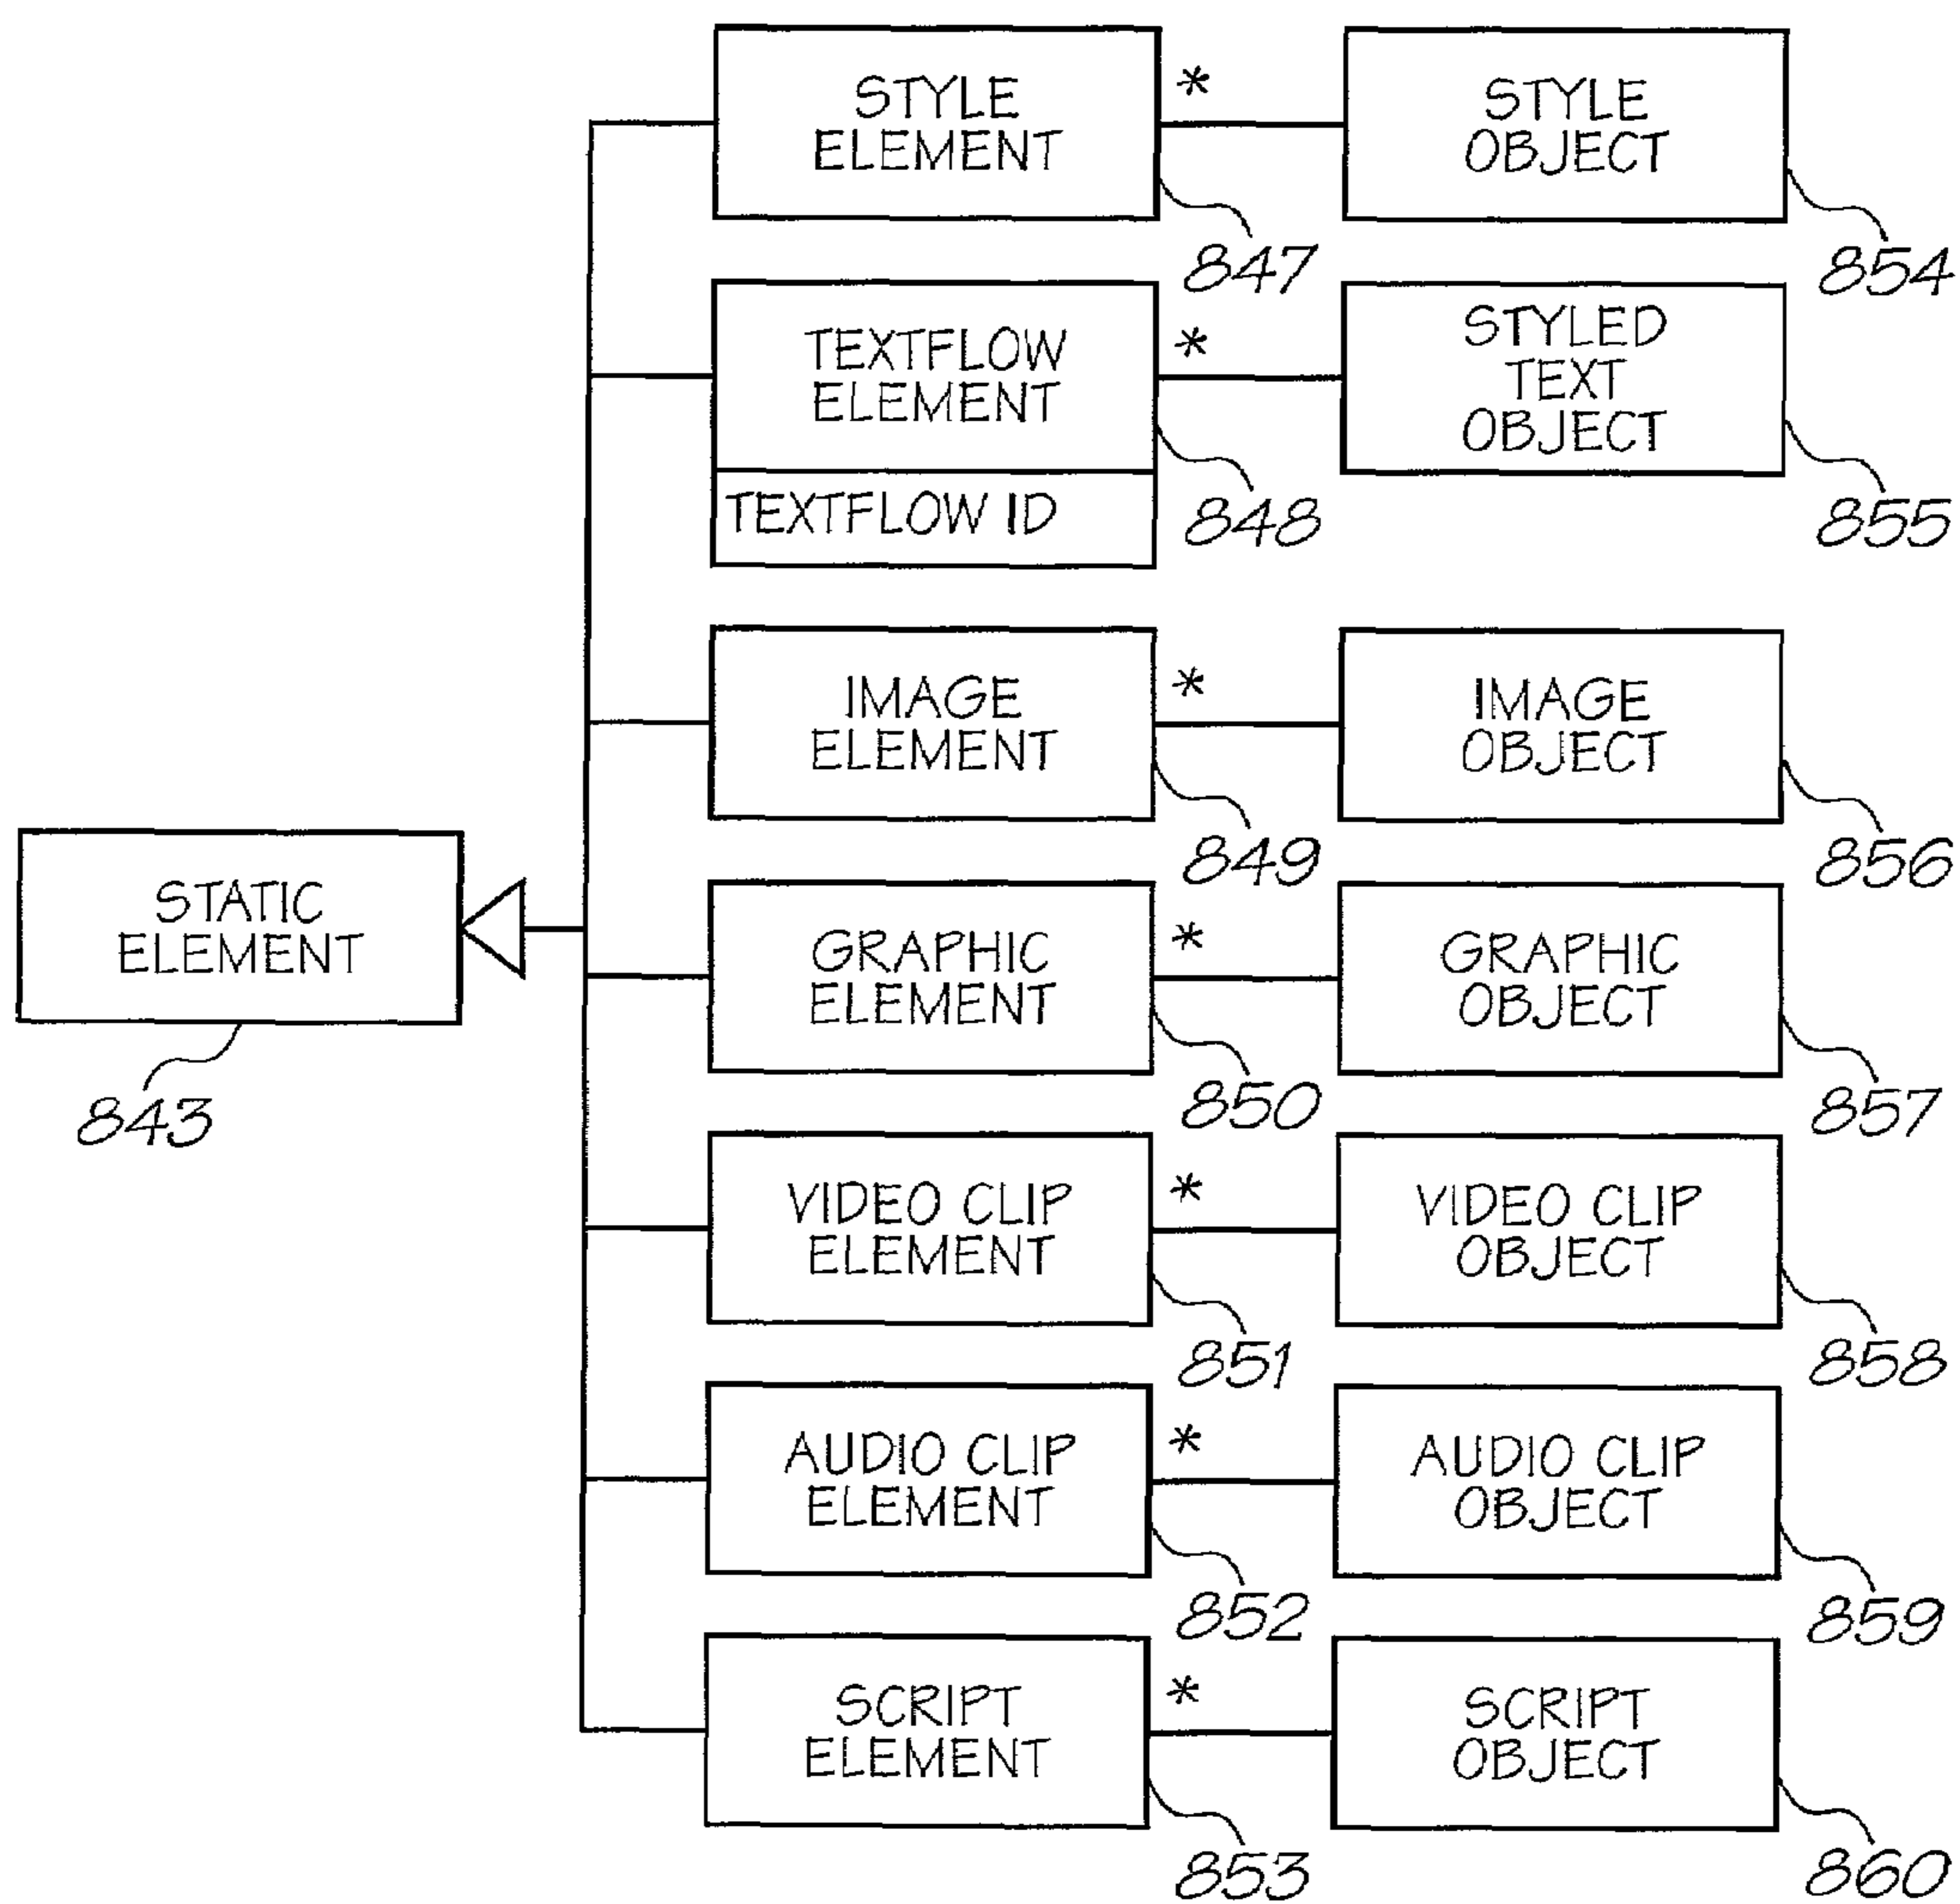 STYLE
ELEMENT
*
STYLE
OBJECT
847
854
TEXTFLOW
ELEMENT
TEXTFLOW ID
*
STYLED
TEXT
OBJECT
848
855
IMAGE
ELEMENT
*
IMAGE
OBJECT
849
856
STATIC
ELEMENT
843
GRAPHIC
ELEMENT
*
GRAPHIC
OBJECT
850
857
VIDEO CLIP
ELEMENT
*
VIDEO CLIP
OBJECT
851
858
AUDIO CLIP
ELEMENT
*
AUDIO CLIP
OBJECT
852
859
SCRIPT
ELEMENT
*
SCRIPT
OBJECT
853
860